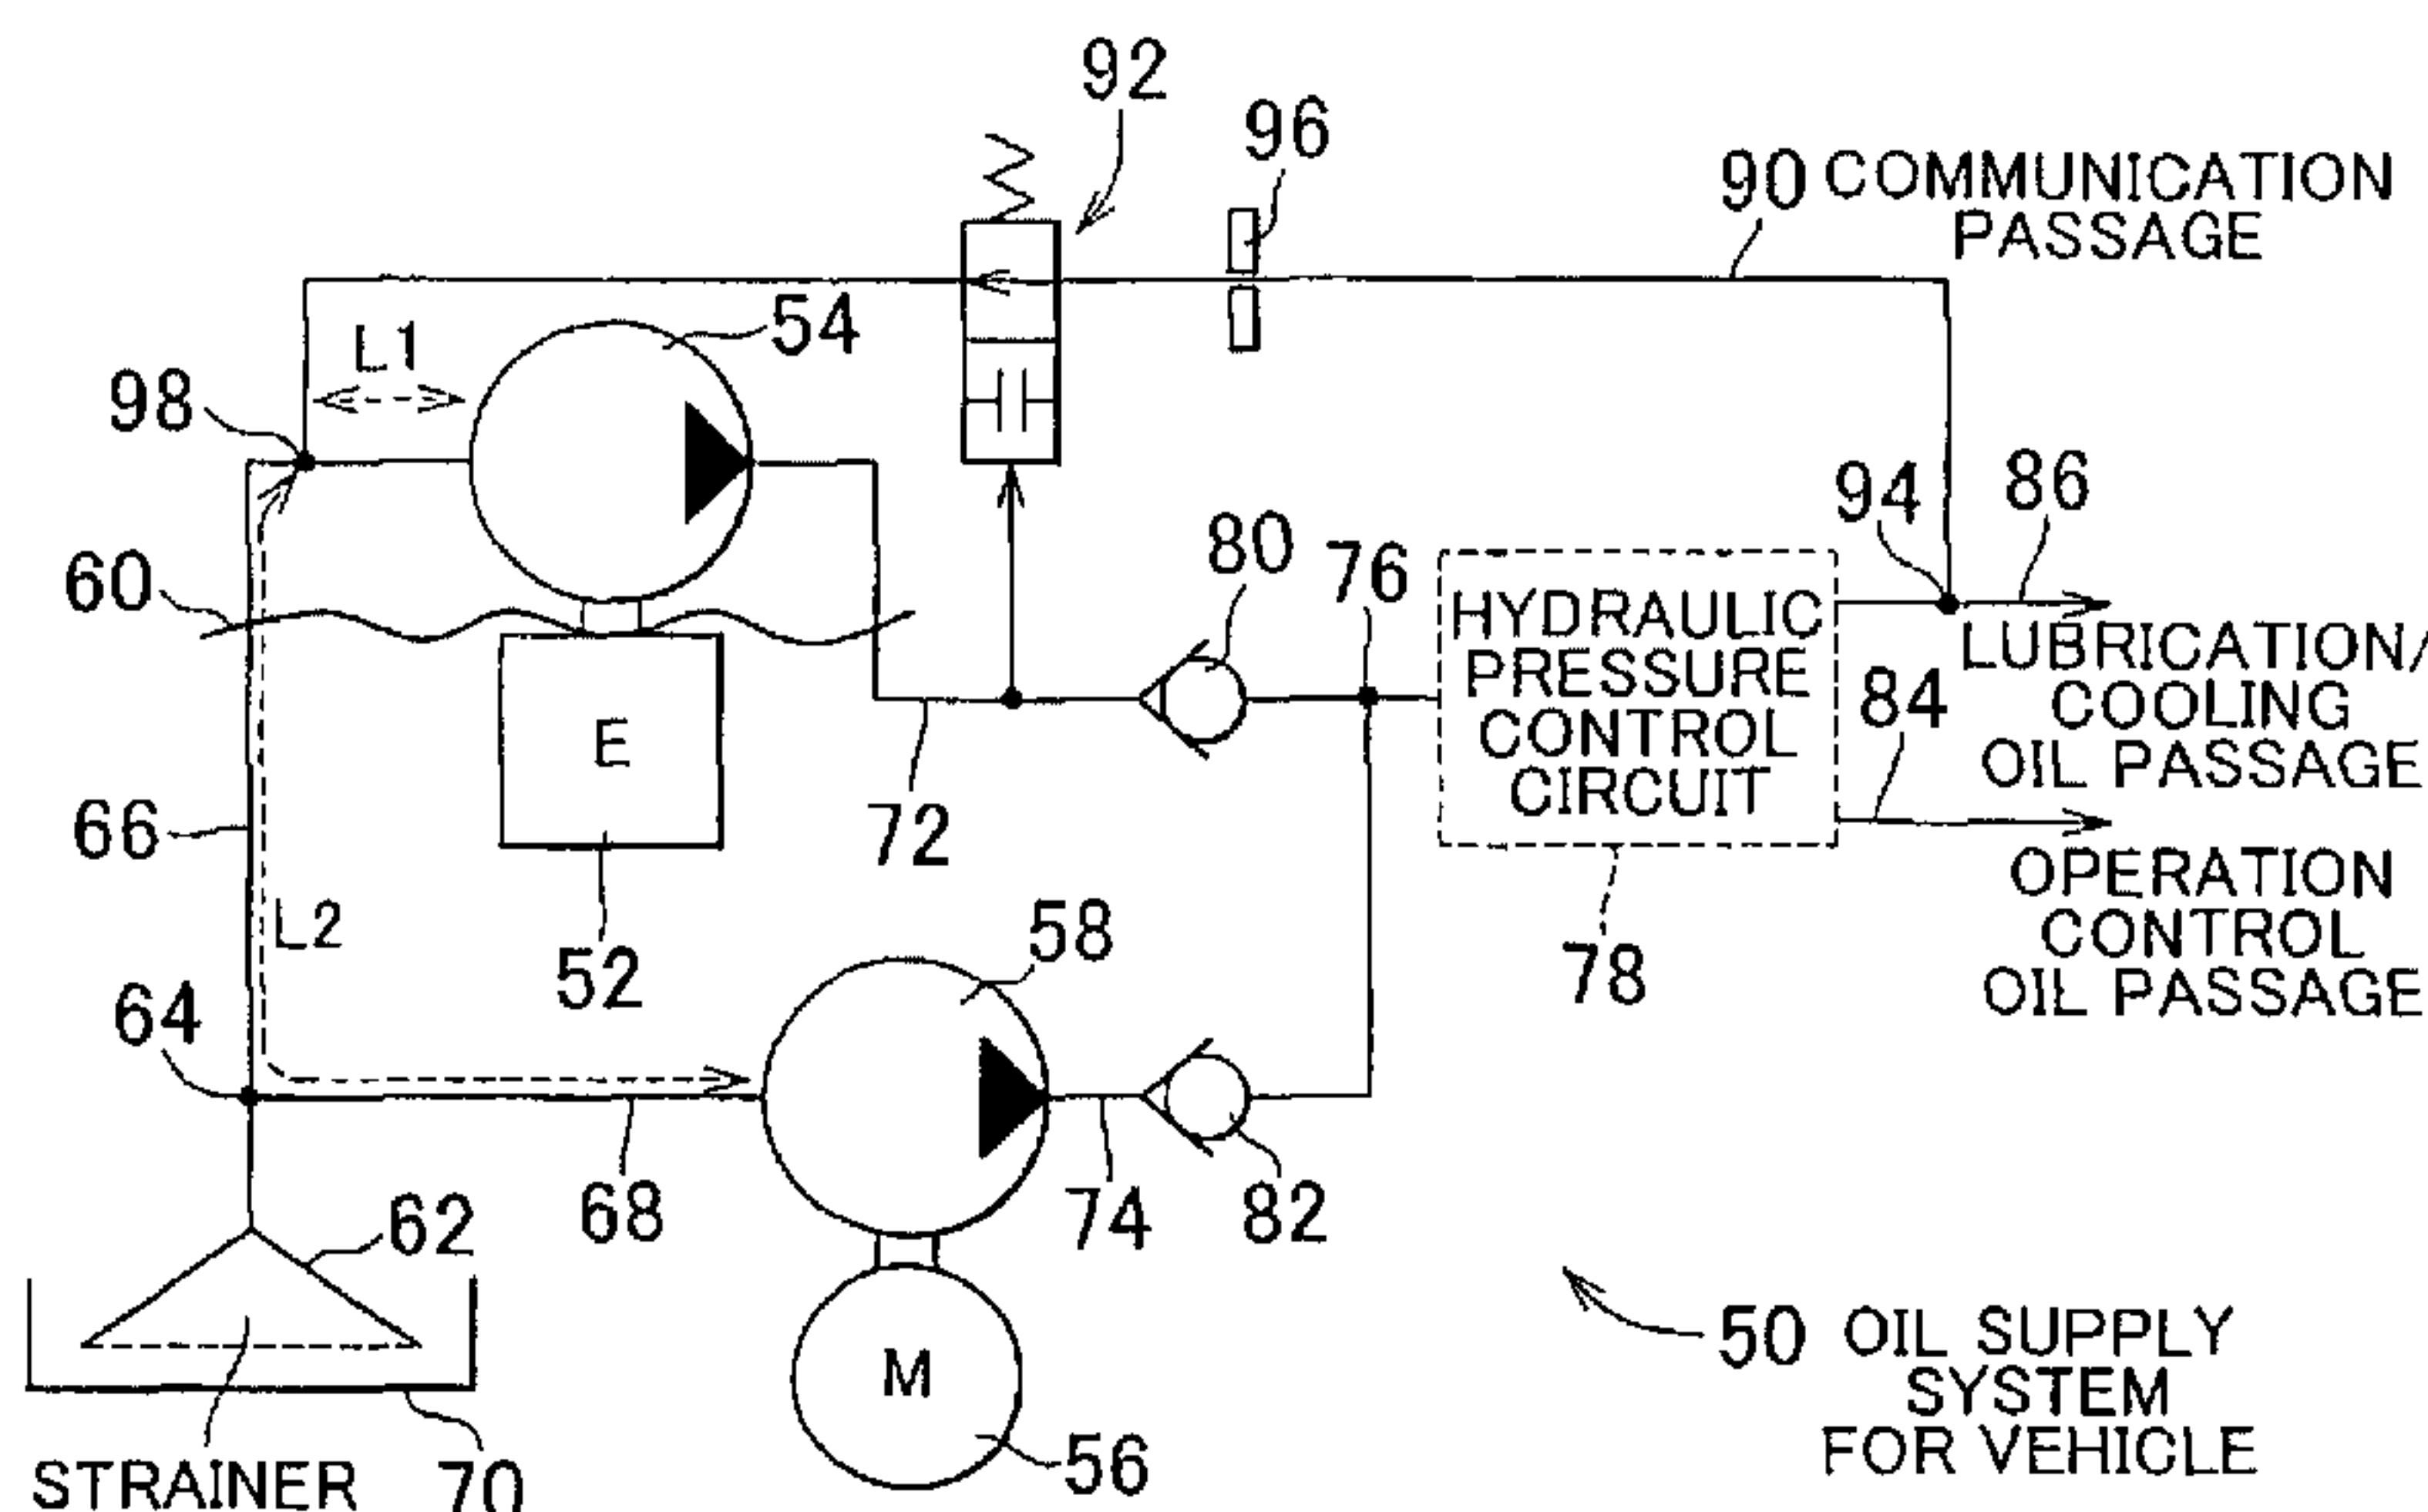 92
96
90 COMMUNICATION
PASSAGE
54
L1
98
94
86
80
76
60
HYDRAULIC
PRESSURE
CONTROL
CIRCUIT
LUBRICATION/
COOLING
OIL PASSAGE
84
E
72
66
L2
58
52
78
OPERATION
CONTROL
OIL PASSAGE
64
62
68
74
82
M
56
50 OIL SUPPLY
SYSTEM
FOR VEHICLE
STRAINER
70